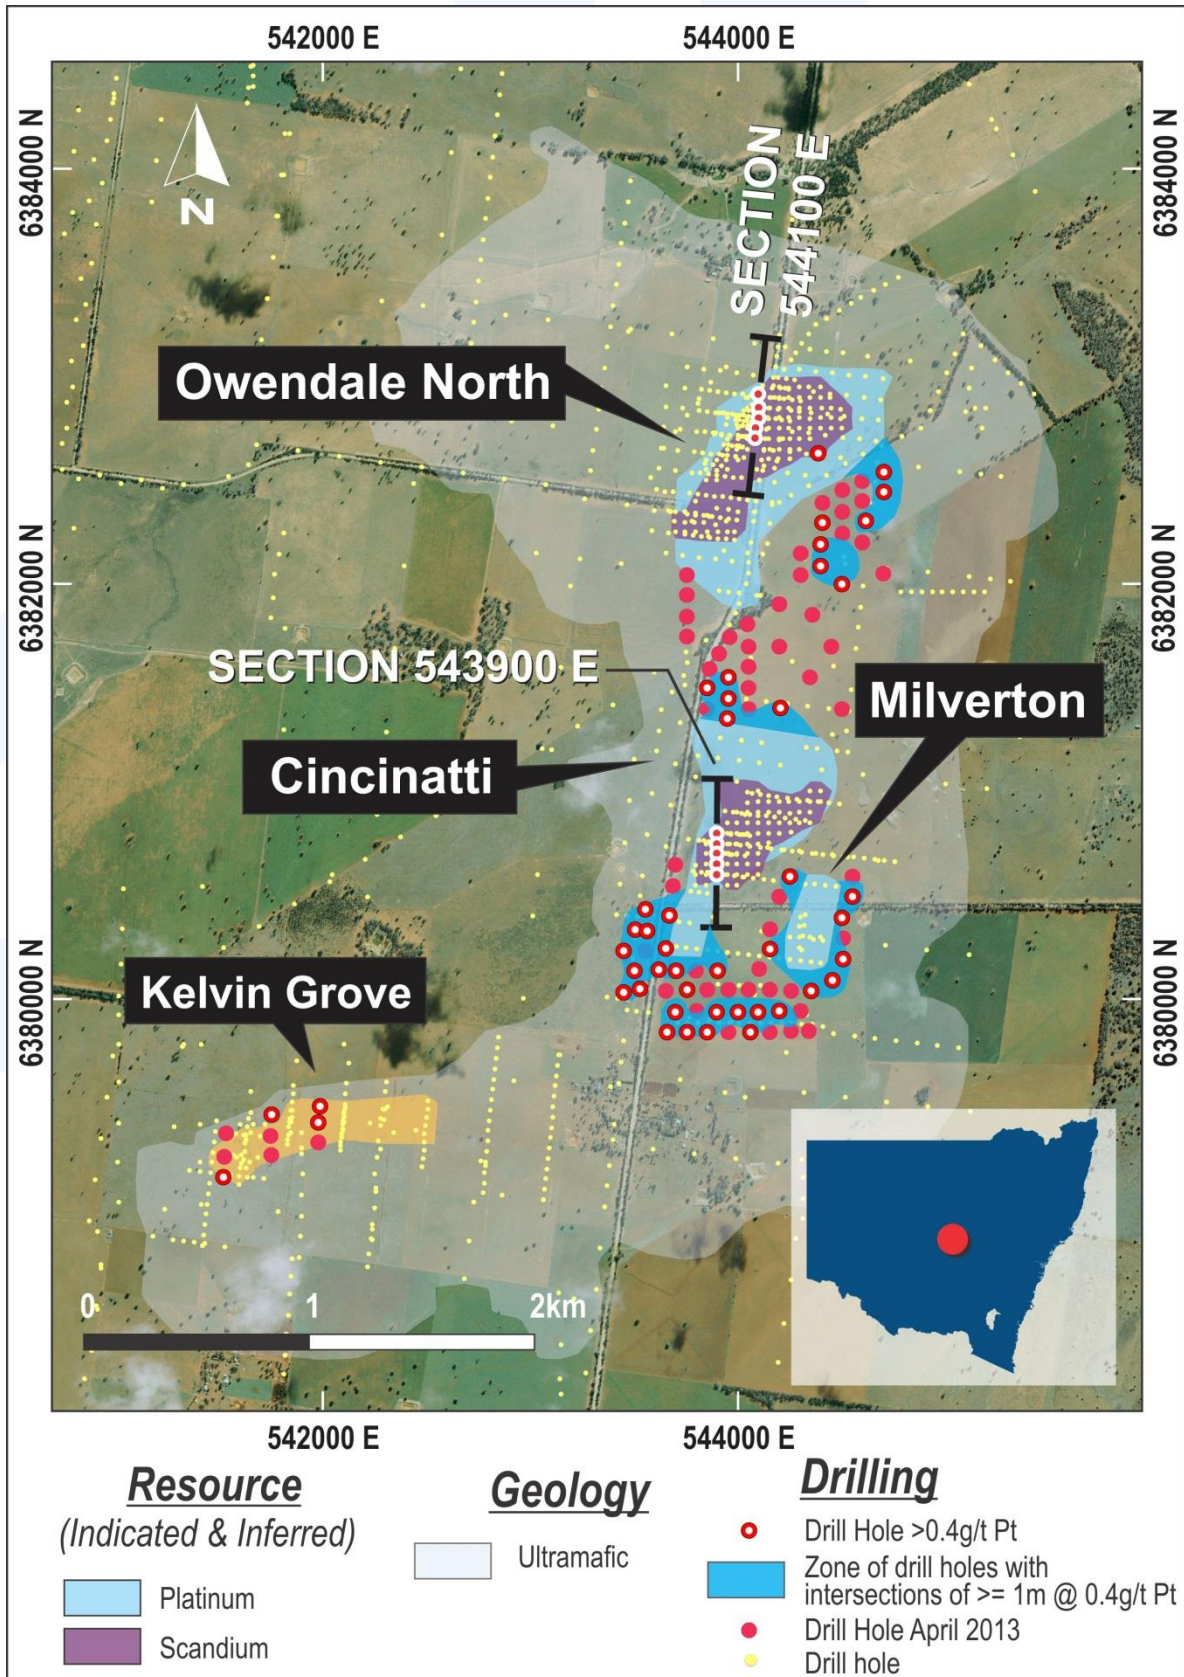 542000 E
544000 E
6384000 N
6384000 N
N
SECTION
544100 E
Owendale North
6382000 N
6382000 N
SECTION 543900 E
Milverton
Cincinatti
Kelvin Grove
6380000 N
6380000 N
0
1
2km
542000 E
544000 E
Resource
(Indicated & Inferred)
Platinum
Scandium
Geology
Ultramafic
Drilling
Drill Hole >0.4g/t Pt
Zone of drill holes with
intersections of >= 1m @ 0.4g/t Pt
Drill Hole April 2013
Drill hole